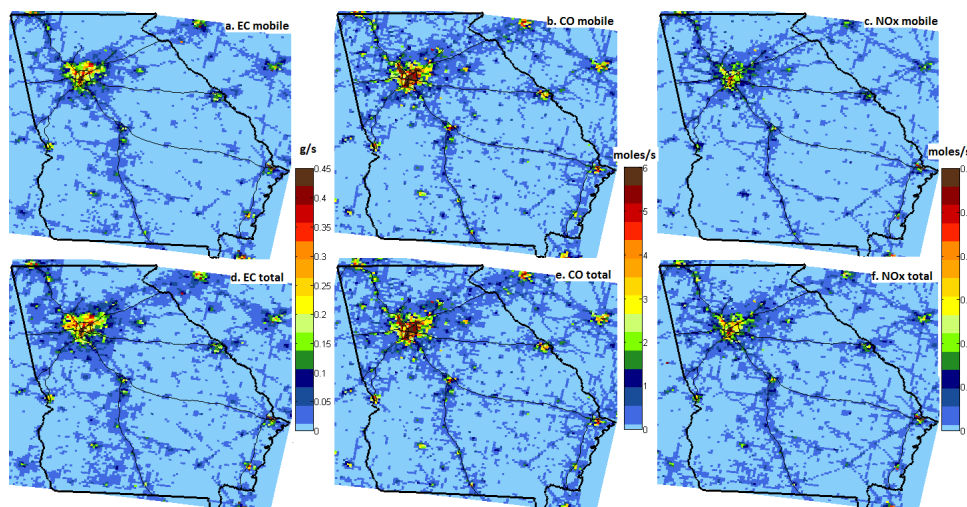 a. EC mobile
b. CO mobile
c. NOx mobile
g/s
0.45
0.4
0.35
0.3
0.25
0.2
0.15
0.1
0.05
0
moles/s
6
5
4
3
2
1
0
moles/s
0
d. EC total
e. CO total
f. NOx total